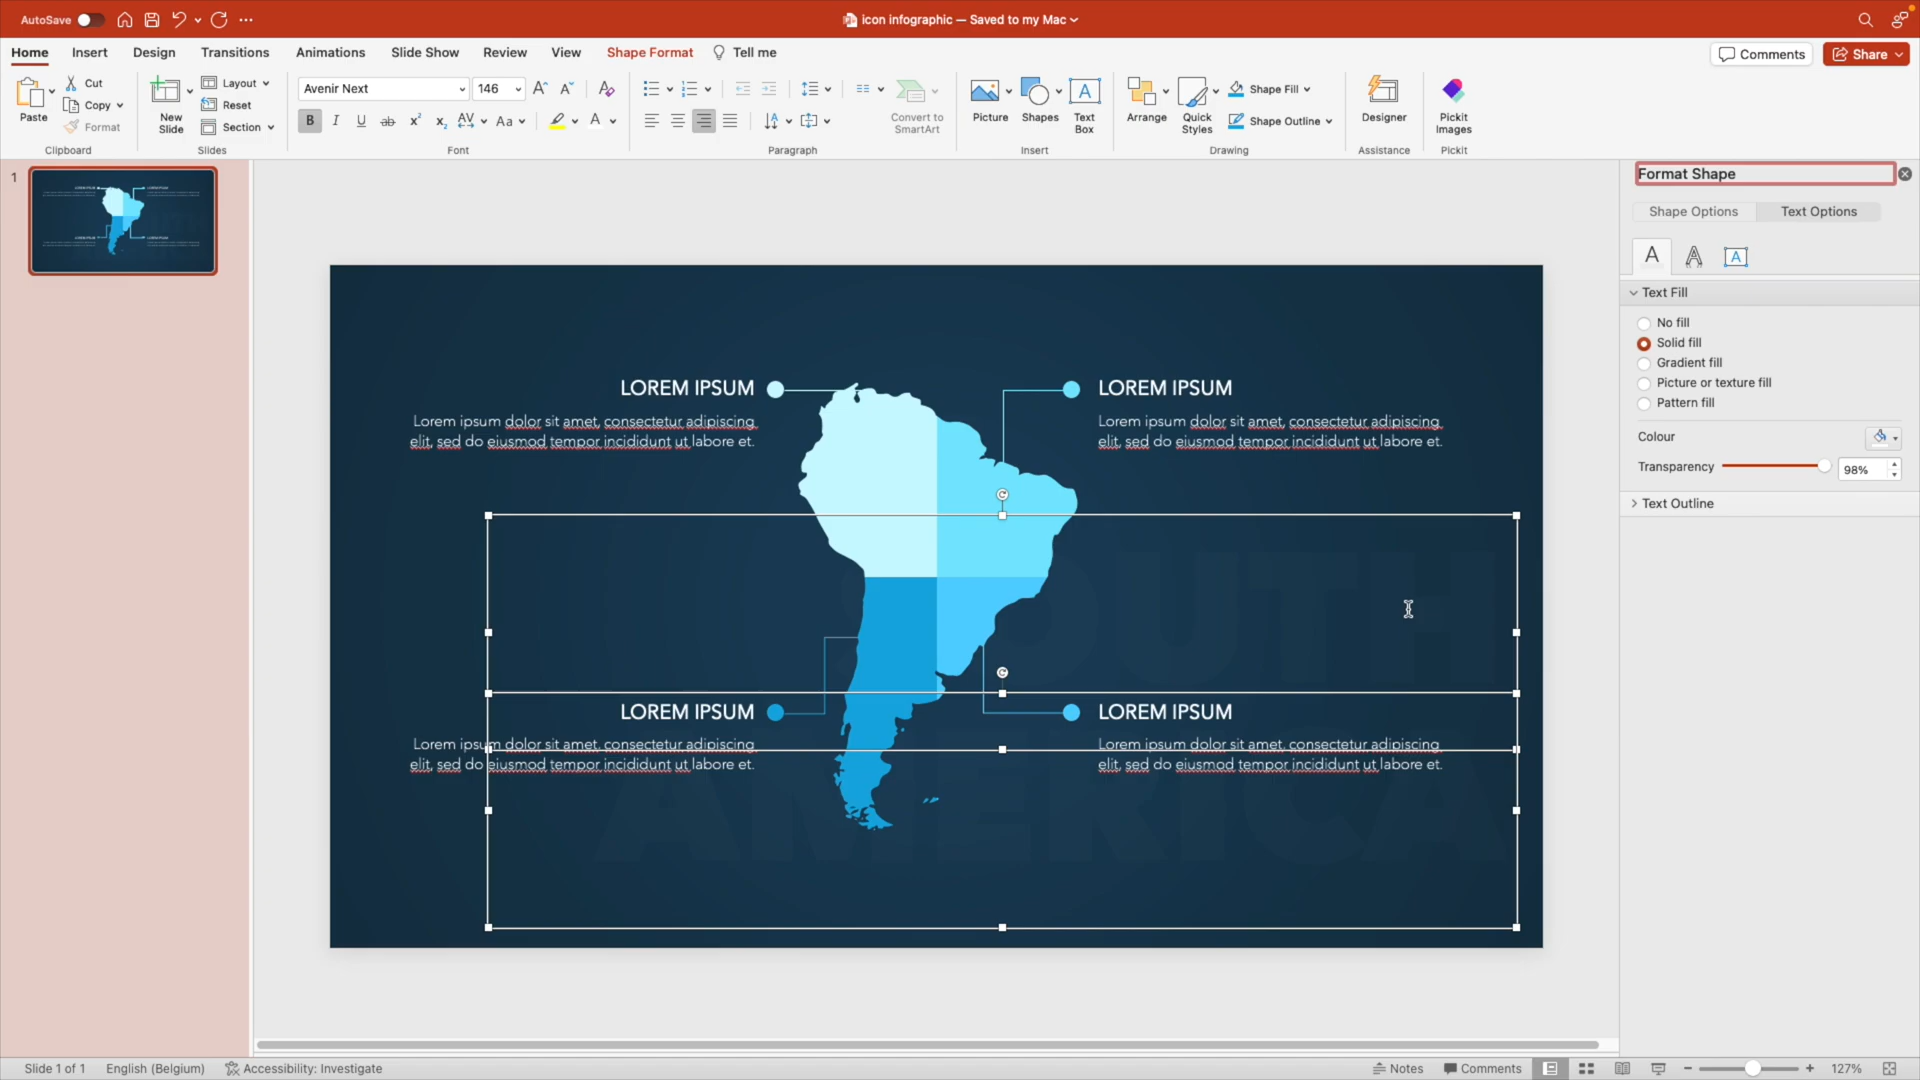 AutoSave
icon infographic — Saved to my Mac
Home Insert Design Transitions Animations Slide Show Review View Shape Format Tell me
Comments Share
Paste Cut Copy Format
Clipboard
New Slide Layout Reset Section
Slides
Avenir Next 146
B I U ab x² x₂ AV Aa A
Font
Convert to SmartArt
Paragraph
Picture Shapes Text Box
Insert
Arrange Quick Styles Shape Fill Shape Outline
Drawing
Designer
Assistance
Pickit Images
Pickit
1
Format Shape
Shape Options Text Options
Text Fill
No fill
Solid fill
Gradient fill
Picture or texture fill
Pattern fill
Colour
Transparency 98%
Text Outline
LOREM IPSUM
Lorem ipsum dolor sit amet, consectetur adipiscing
elit, sed do eiusmod tempor incididunt ut labore et.
LOREM IPSUM
Lorem ipsum dolor sit amet, consectetur adipiscing
elit, sed do eiusmod tempor incididunt ut labore et.
SOUTH
AMERICA
LOREM IPSUM
Lorem ipsum dolor sit amet, consectetur adipiscing
elit, sed do eiusmod tempor incididunt ut labore et.
LOREM IPSUM
Lorem ipsum dolor sit amet, consectetur adipiscing
elit, sed do eiusmod tempor incididunt ut labore et.
Slide 1 of 1 English (Belgium) Accessibility: Investigate
Notes Comments 127%